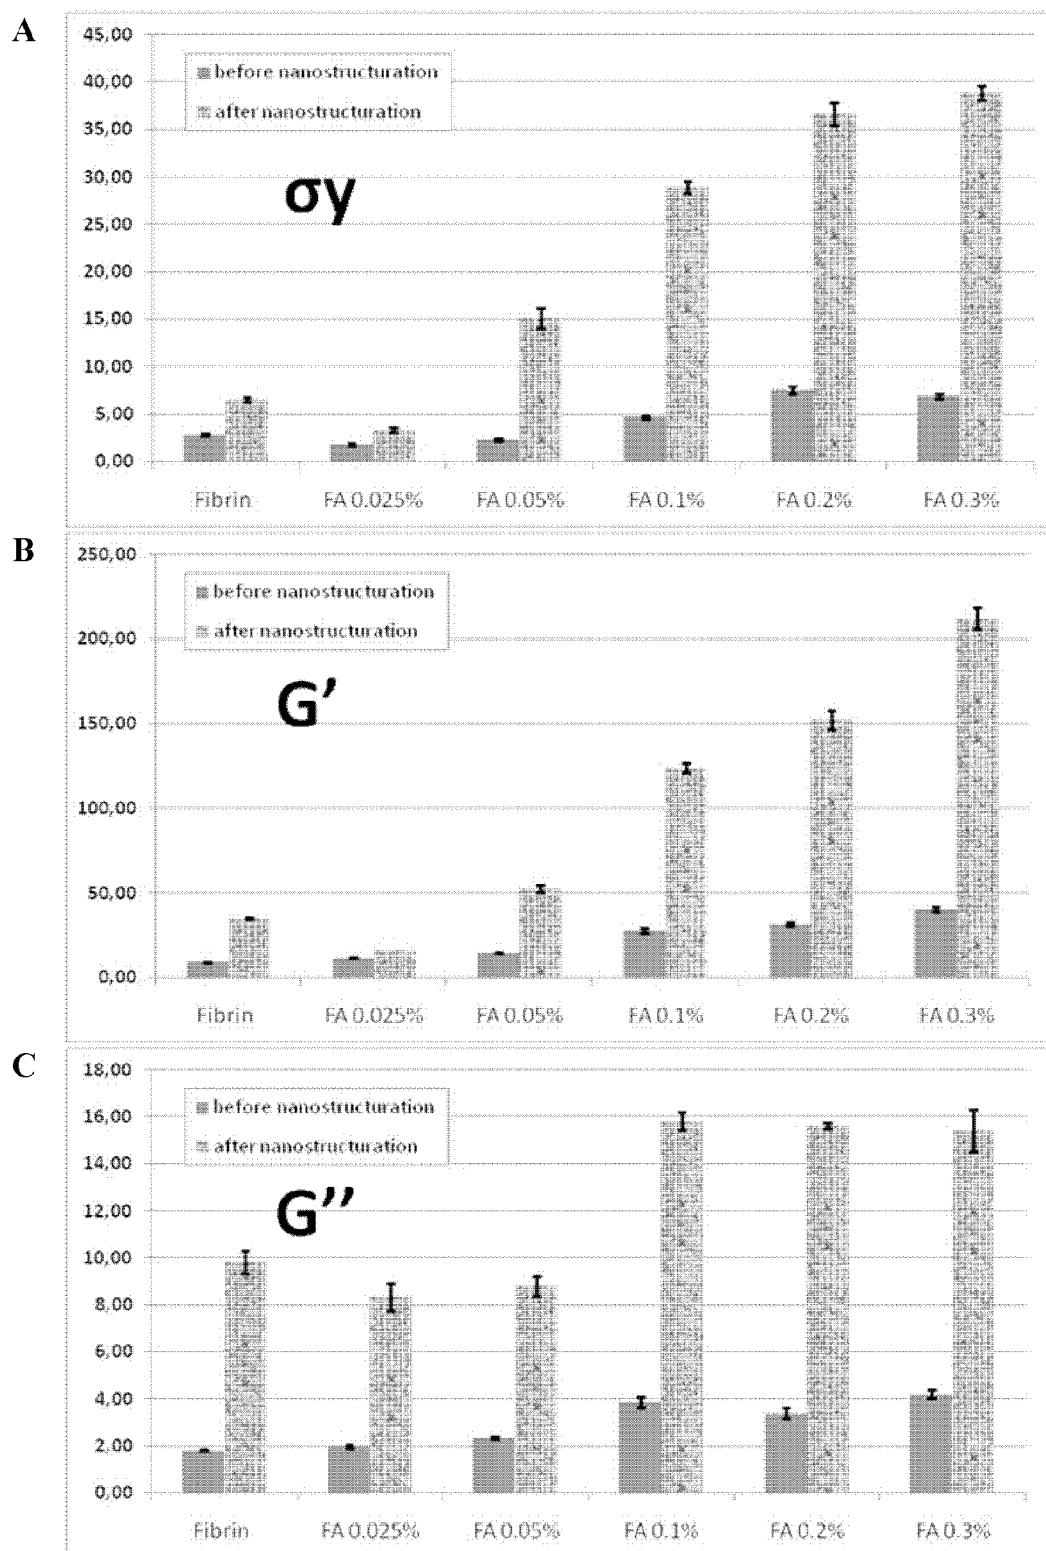 A
45,00
40,00
35,00
30,00
25,00
20,00
15,00
10,00
5,00
0,00
before nanostructuration
after nanostructuration
σy
Fibrin FA 0.025% FA 0.05% FA 0.1% FA 0.2% FA 0.3%
B
250,00
200,00
150,00
100,00
50,00
0,00
before nanostructuration
after nanostructuration
G’
Fibrin FA 0.025% FA 0.05% FA 0.1% FA 0.2% FA 0.3%
C
18,00
16,00
14,00
12,00
10,00
8,00
6,00
4,00
2,00
0,00
before nanostructuration
after nanostructuration
G’’
Fibrin FA 0.025% FA 0.05% FA 0.1% FA 0.2% FA 0.3%